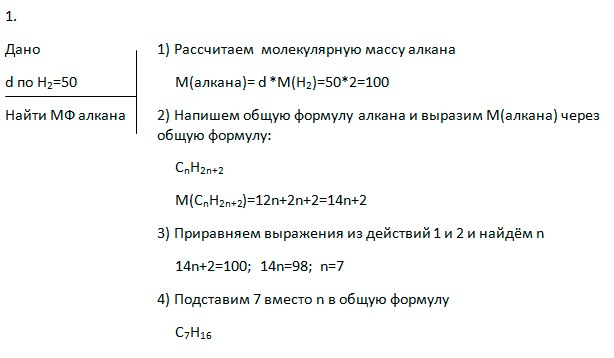 1.
Дано
d по H₂=50
Найти МФ алкана
1) Рассчитаем молекулярную массу алкана
M(алкана)= d *M(H₂)=50*2=100
2) Напишем общую формулу алкана и выразим М(алкана) через
общую формулу:
CₙH₂ₙ₊₂
M(CₙH₂ₙ₊₂)=12n+2n+2=14n+2
3) Приравняем выражения из действий 1 и 2 и найдём n
14n+2=100; 14n=98; n=7
4) Подставим 7 вместо n в общую формулу
C₇H₁₆